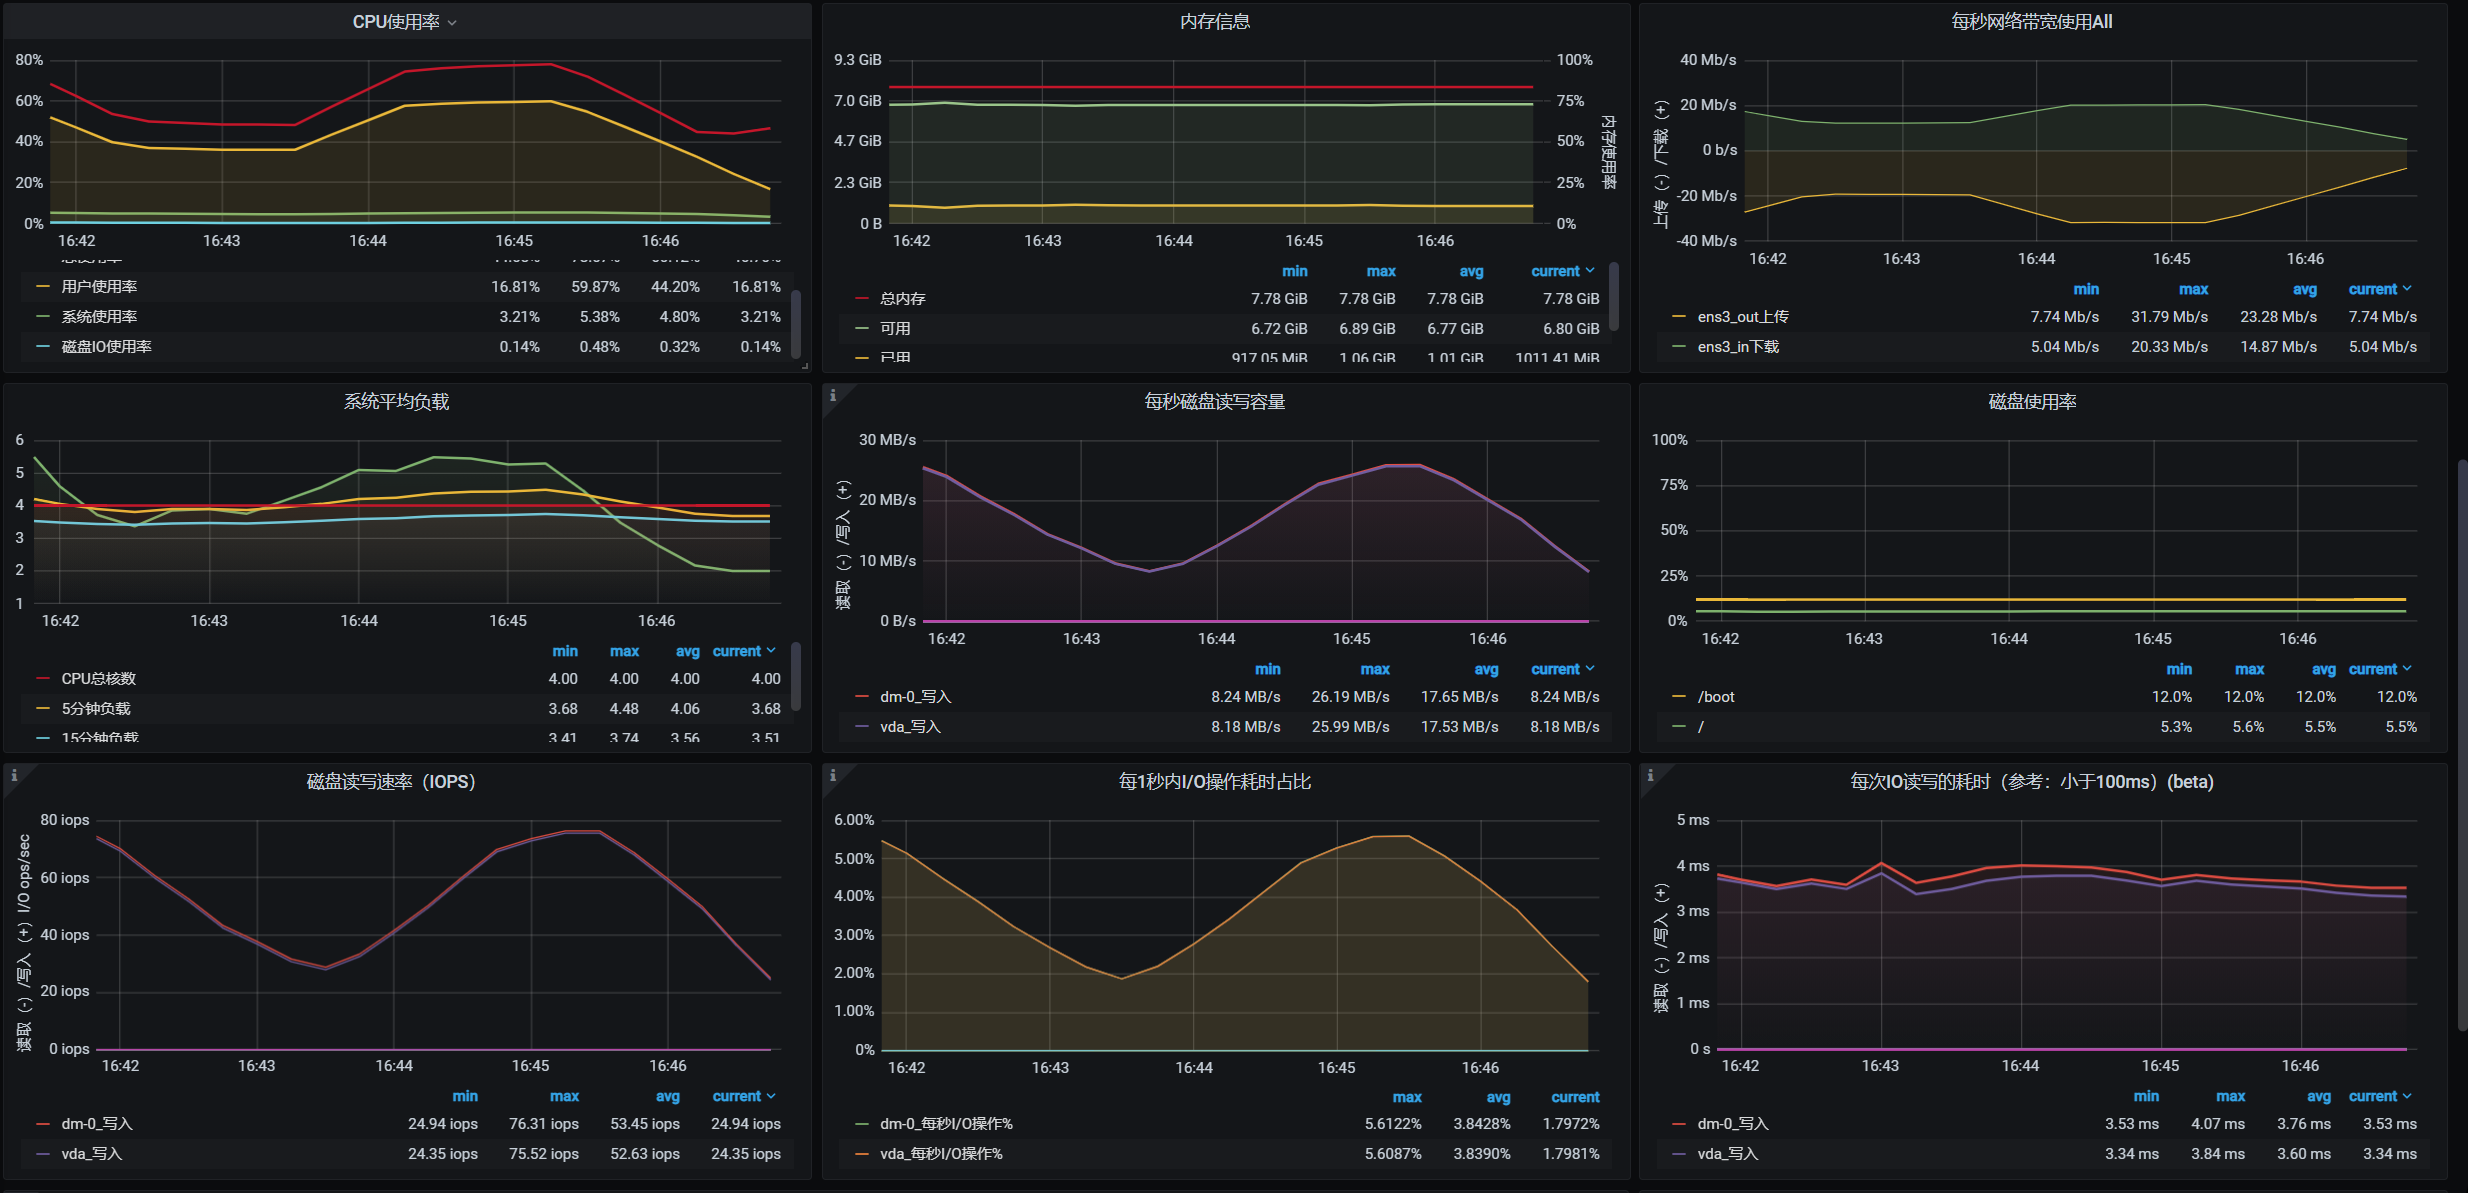 CPU使用率
80%
60%
40%
20%
0%
16:42 16:43 16:44 16:45 16:46
用户使用率 16.81% 59.87% 44.20% 16.81%
系统使用率 3.21% 5.38% 4.80% 3.21%
磁盘IO使用率 0.14% 0.48% 0.32% 0.14%
内存信息
9.3 GiB
7.0 GiB
4.7 GiB
2.3 GiB
0 B
100%
75%
50%
25%
0%
内存使用率
16:42 16:43 16:44 16:45 16:46
min max avg current
总内存 7.78 GiB 7.78 GiB 7.78 GiB 7.78 GiB
可用 6.72 GiB 6.89 GiB 6.77 GiB 6.80 GiB
已用 917.05 MiB 1.06 GiB 1.01 GiB 1011.41 MiB
每秒网络带宽使用All
上传（-）/下载（+）
40 Mb/s
20 Mb/s
0 b/s
-20 Mb/s
-40 Mb/s
16:42 16:43 16:44 16:45 16:46
min max avg current
ens3_out上传 7.74 Mb/s 31.79 Mb/s 23.28 Mb/s 7.74 Mb/s
ens3_in下载 5.04 Mb/s 20.33 Mb/s 14.87 Mb/s 5.04 Mb/s
系统平均负载
6
5
4
3
2
1
16:42 16:43 16:44 16:45 16:46
min max avg current
CPU总核数 4.00 4.00 4.00 4.00
5分钟负载 3.68 4.48 4.06 3.68
15分钟负载 3.41 3.74 3.56 3.51
每秒磁盘读写容量
读取（-）/写入（+）
30 MB/s
20 MB/s
10 MB/s
0 B/s
16:42 16:43 16:44 16:45 16:46
min max avg current
dm-0_写入 8.24 MB/s 26.19 MB/s 17.65 MB/s 8.24 MB/s
vda_写入 8.18 MB/s 25.99 MB/s 17.53 MB/s 8.18 MB/s
磁盘使用率
100%
75%
50%
25%
0%
16:42 16:43 16:44 16:45 16:46
min max avg current
/boot 12.0% 12.0% 12.0% 12.0%
/ 5.3% 5.6% 5.5% 5.5%
磁盘读写速率（IOPS）
读取（-）/写入（+）I/O ops/sec
80 iops
60 iops
40 iops
20 iops
0 iops
16:42 16:43 16:44 16:45 16:46
min max avg current
dm-0_写入 24.94 iops 76.31 iops 53.45 iops 24.94 iops
vda_写入 24.35 iops 75.52 iops 52.63 iops 24.35 iops
每1秒内I/O操作耗时占比
6.00%
5.00%
4.00%
3.00%
2.00%
1.00%
0%
16:42 16:43 16:44 16:45 16:46
max avg current
dm-0_每秒I/O操作% 5.6122% 3.8428% 1.7972%
vda_每秒I/O操作% 5.6087% 3.8390% 1.7981%
每次IO读写的耗时（参考：小于100ms）(beta)
读取（-）/写入（+）
5 ms
4 ms
3 ms
2 ms
1 ms
0 s
16:42 16:43 16:44 16:45 16:46
min max avg current
dm-0_写入 3.53 ms 4.07 ms 3.76 ms 3.53 ms
vda_写入 3.34 ms 3.84 ms 3.60 ms 3.34 ms